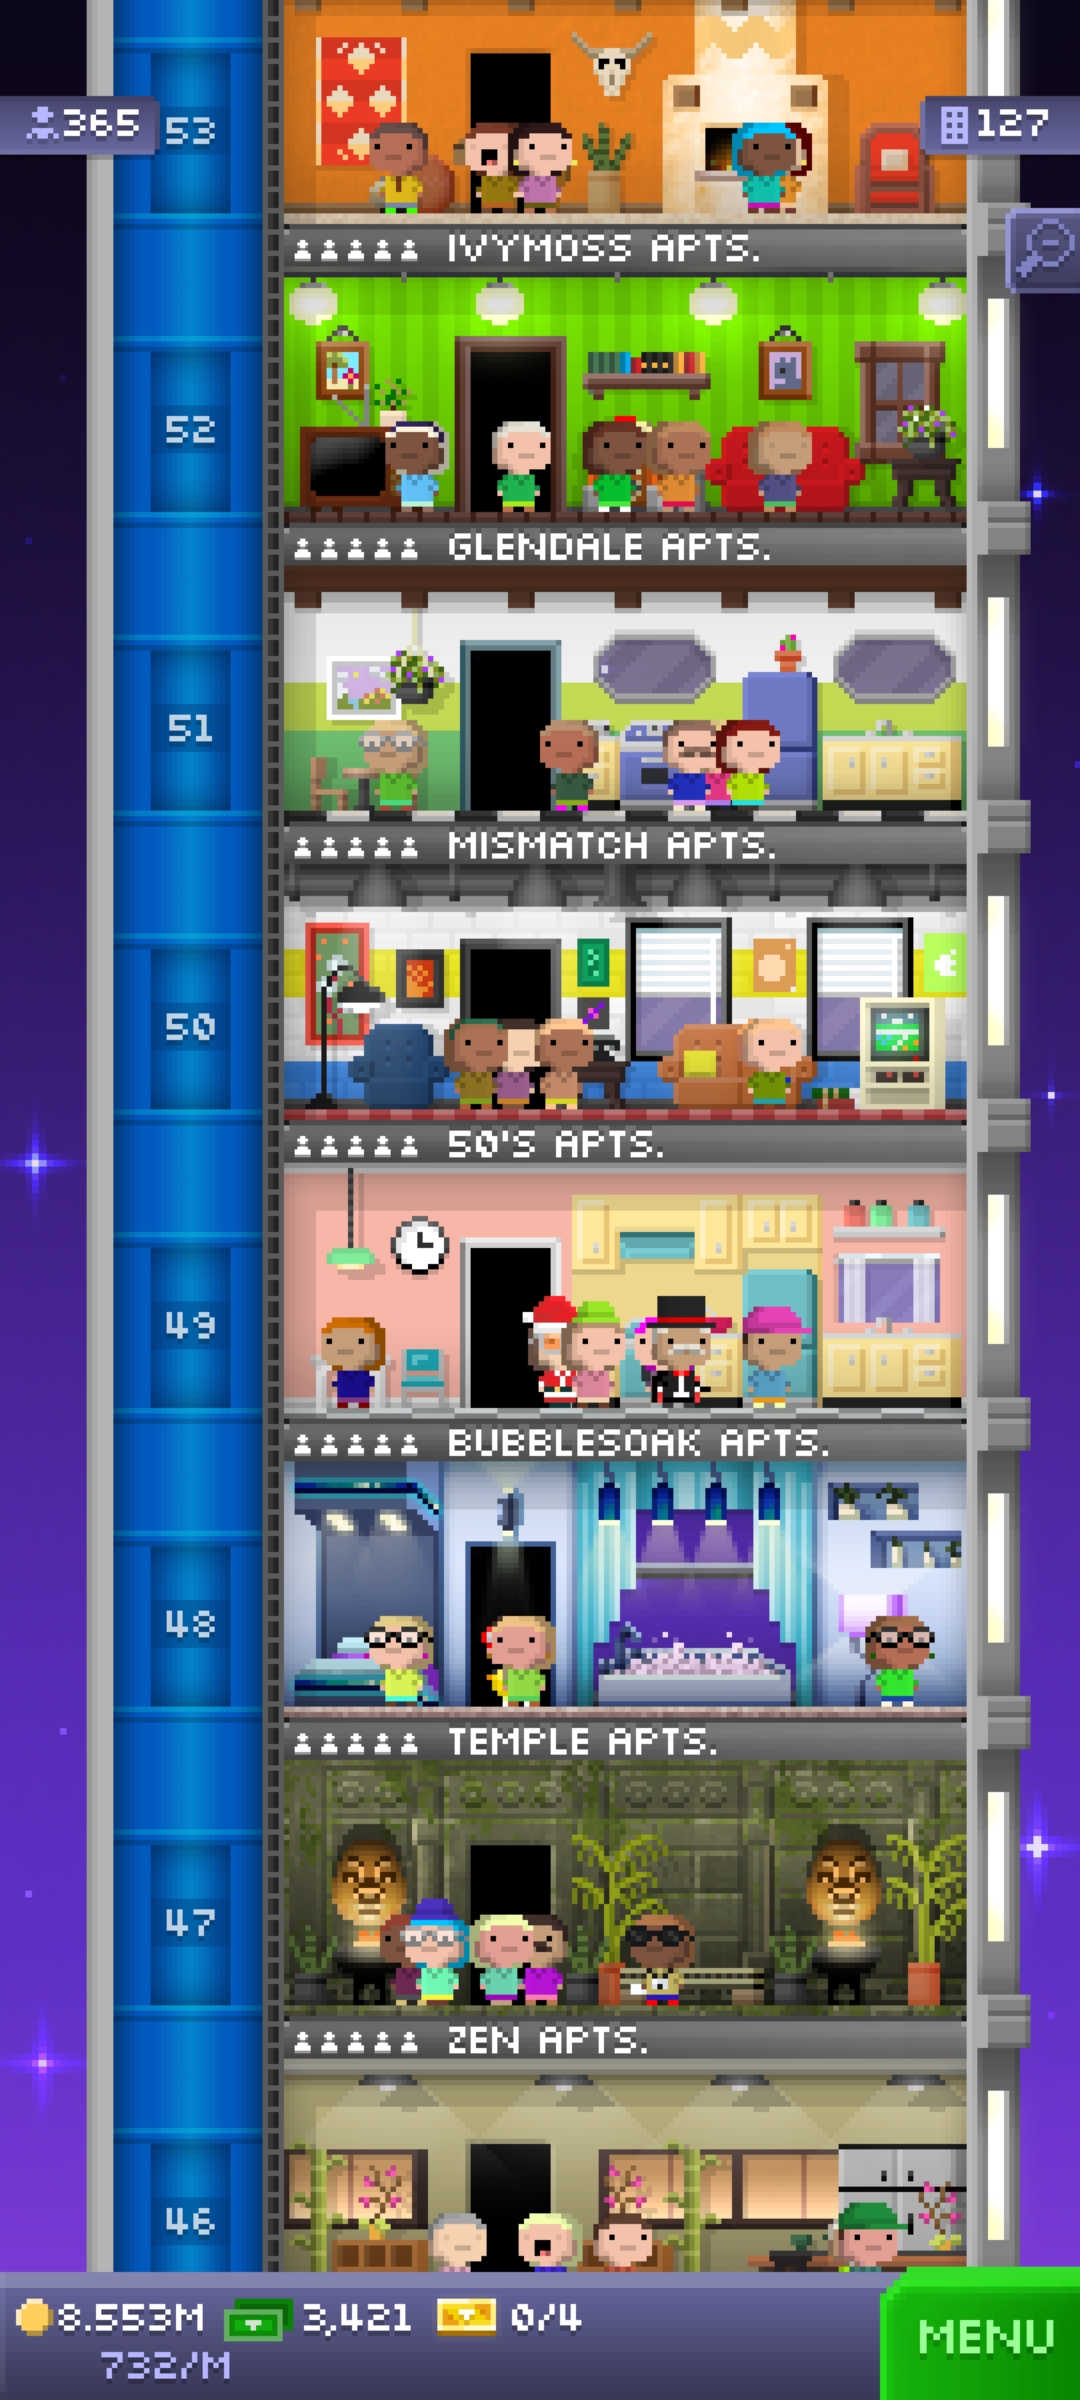 365
53
127
IVYMOSS APTS.
52
GLENDALE APTS.
51
MISMATCH APTS.
50
50'S APTS.
49
BUBBLESOAK APTS.
48
TEMPLE APTS.
47
ZEN APTS.
46
8.553M 3,421 0/4
732/M
MENU